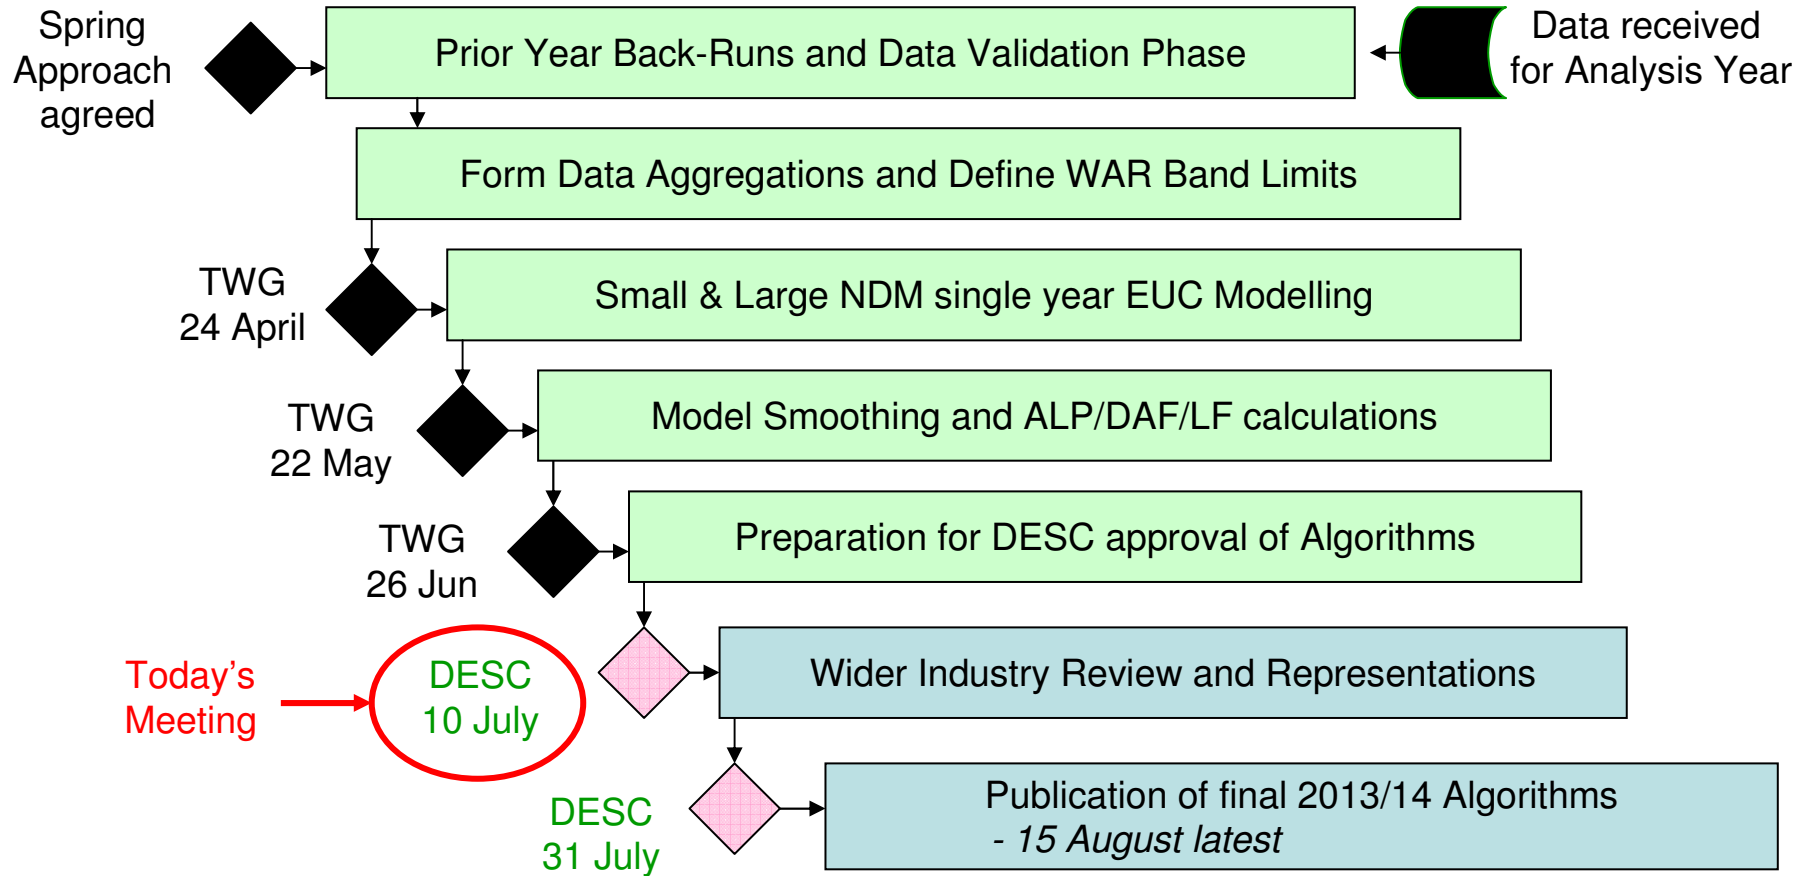 Spring
Approach
agreed
Prior Year Back-Runs and Data Validation Phase
Data received
for Analysis Year
Form Data Aggregations and Define WAR Band Limits
TWG
24 April
Small & Large NDM single year EUC Modelling
TWG
22 May
Model Smoothing and ALP/DAF/LF calculations
TWG
26 Jun
Preparation for DESC approval of Algorithms
Today's
Meeting
DESC
10 July
Wider Industry Review and Representations
DESC
31 July
Publication of final 2013/14 Algorithms
- 15 August latest